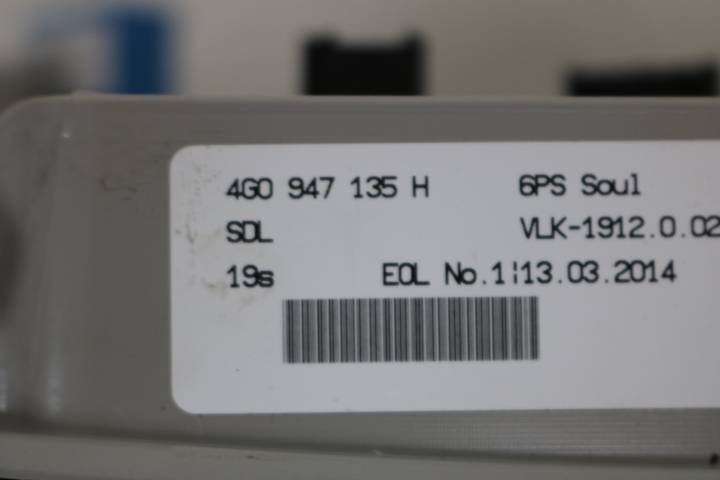 4G0 947 135 H 6PS Soul
SDL VLK-1912.0.02
19s EOL No.1|13.03.2014